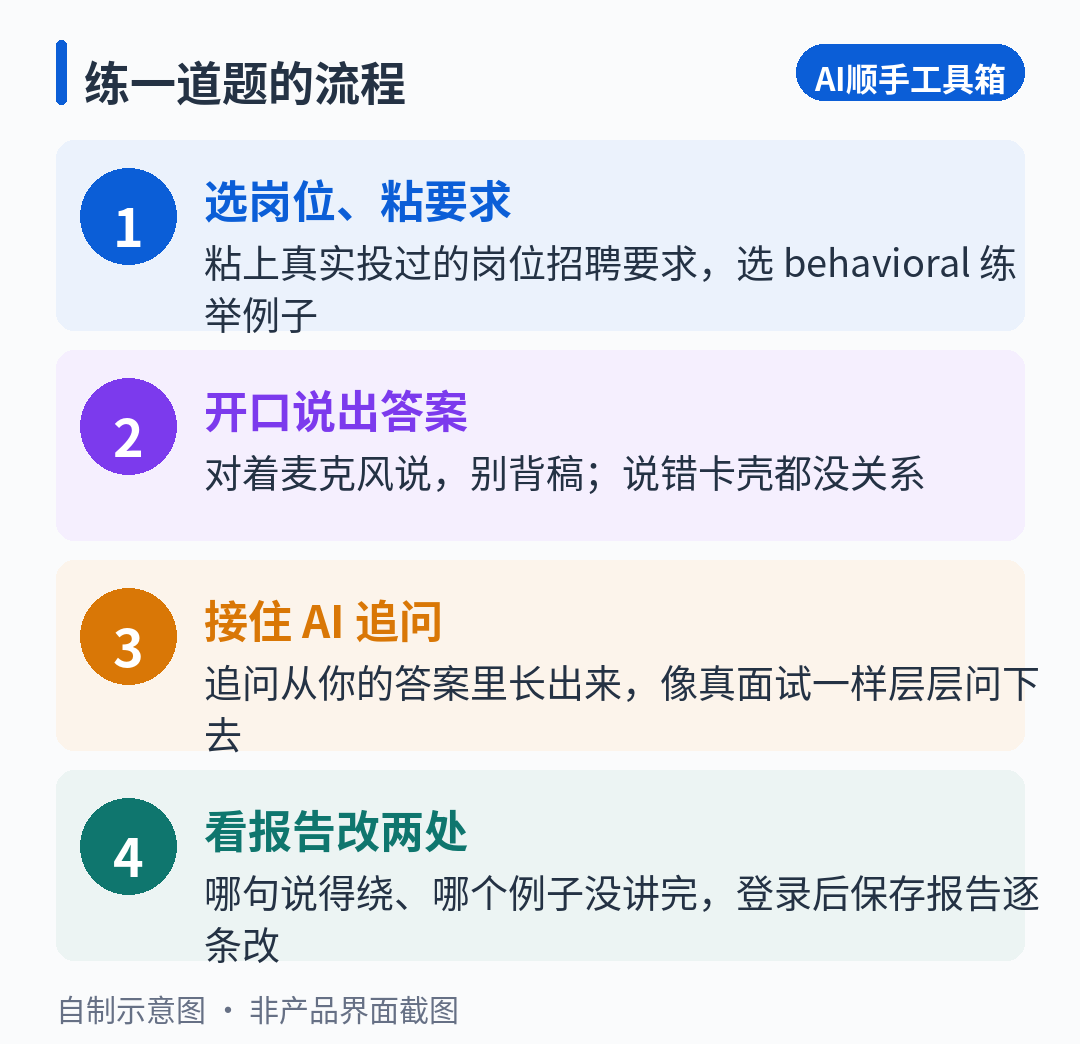 练一道题的流程
AI顺手工具箱
1
选岗位、粘要求
粘上真实投过的岗位招聘要求，选 behavioral 练
举例子
2
开口说出答案
对着麦克风说，别背稿；说错卡壳都没关系
3
接住 AI 追问
追问从你的答案里长出来，像真面试一样层层问下
去
4
看报告改两处
哪句说得绕、哪个例子没讲完，登录后保存报告逐
条改
自制示意图 · 非产品界面截图